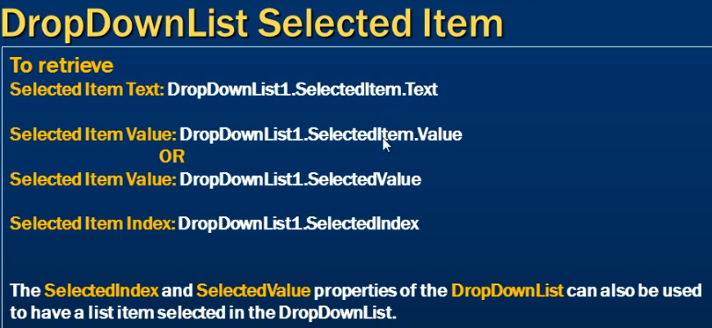 DropDownList Selected Item
To retrieve
Selected Item Text: DropDownList1.SelectedItem.Text
Selected Item Value: DropDownList1.SelectedItem.Value
OR
Selected Item Value: DropDownList1.SelectedValue
Selected Item Index: DropDownList1.SelectedIndex
The SelectedIndex and SelectedValue properties of the DropDownList can also be used
to have a list item selected in the DropDownList.